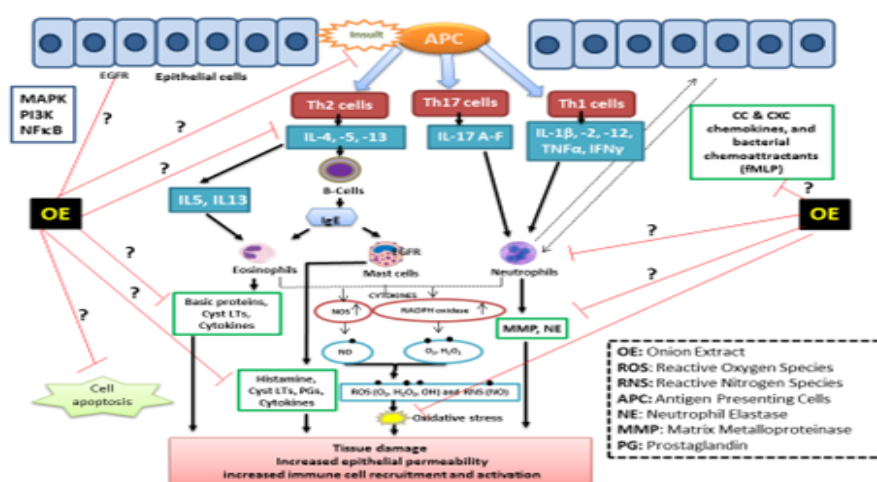 Insult
APC
EGFR
Epithelial cells
MAPK
PI3K
NFκB
?
?
?
Th2 cells
Th17 cells
Th1 cells
IL-4, -5, -13
IL-17 A-F
IL-1β, -2, -12,
TNFα, IFNγ
CC & CXC
chemokines, and
bacterial
chemoattractants
(fMLP)
?
B-Cells
IL5, IL13
IgE
OE
OE
EGFR
Eosinophils
Mast cells
Neutrophils
?
?
?
?
?
CYTOKINES
Basic proteins,
Cyst LTs,
Cytokines
NOS
NADPH oxidase
MMP, NE
NO
O₂, H₂O₂
Cell
apoptosis
Histamine,
Cyst LTs, PGs,
Cytokines
ROS (O₂, H₂O₂, OH) and RNS (NO)
Oxidative stress
Tissue damage
Increased epithelial permeability
increased immune cell recruitment and activation
OE: Onion Extract
ROS: Reactive Oxygen Species
RNS: Reactive Nitrogen Species
APC: Antigen Presenting Cells
NE: Neutrophil Elastase
MMP: Matrix Metalloproteinase
PG: Prostaglandin